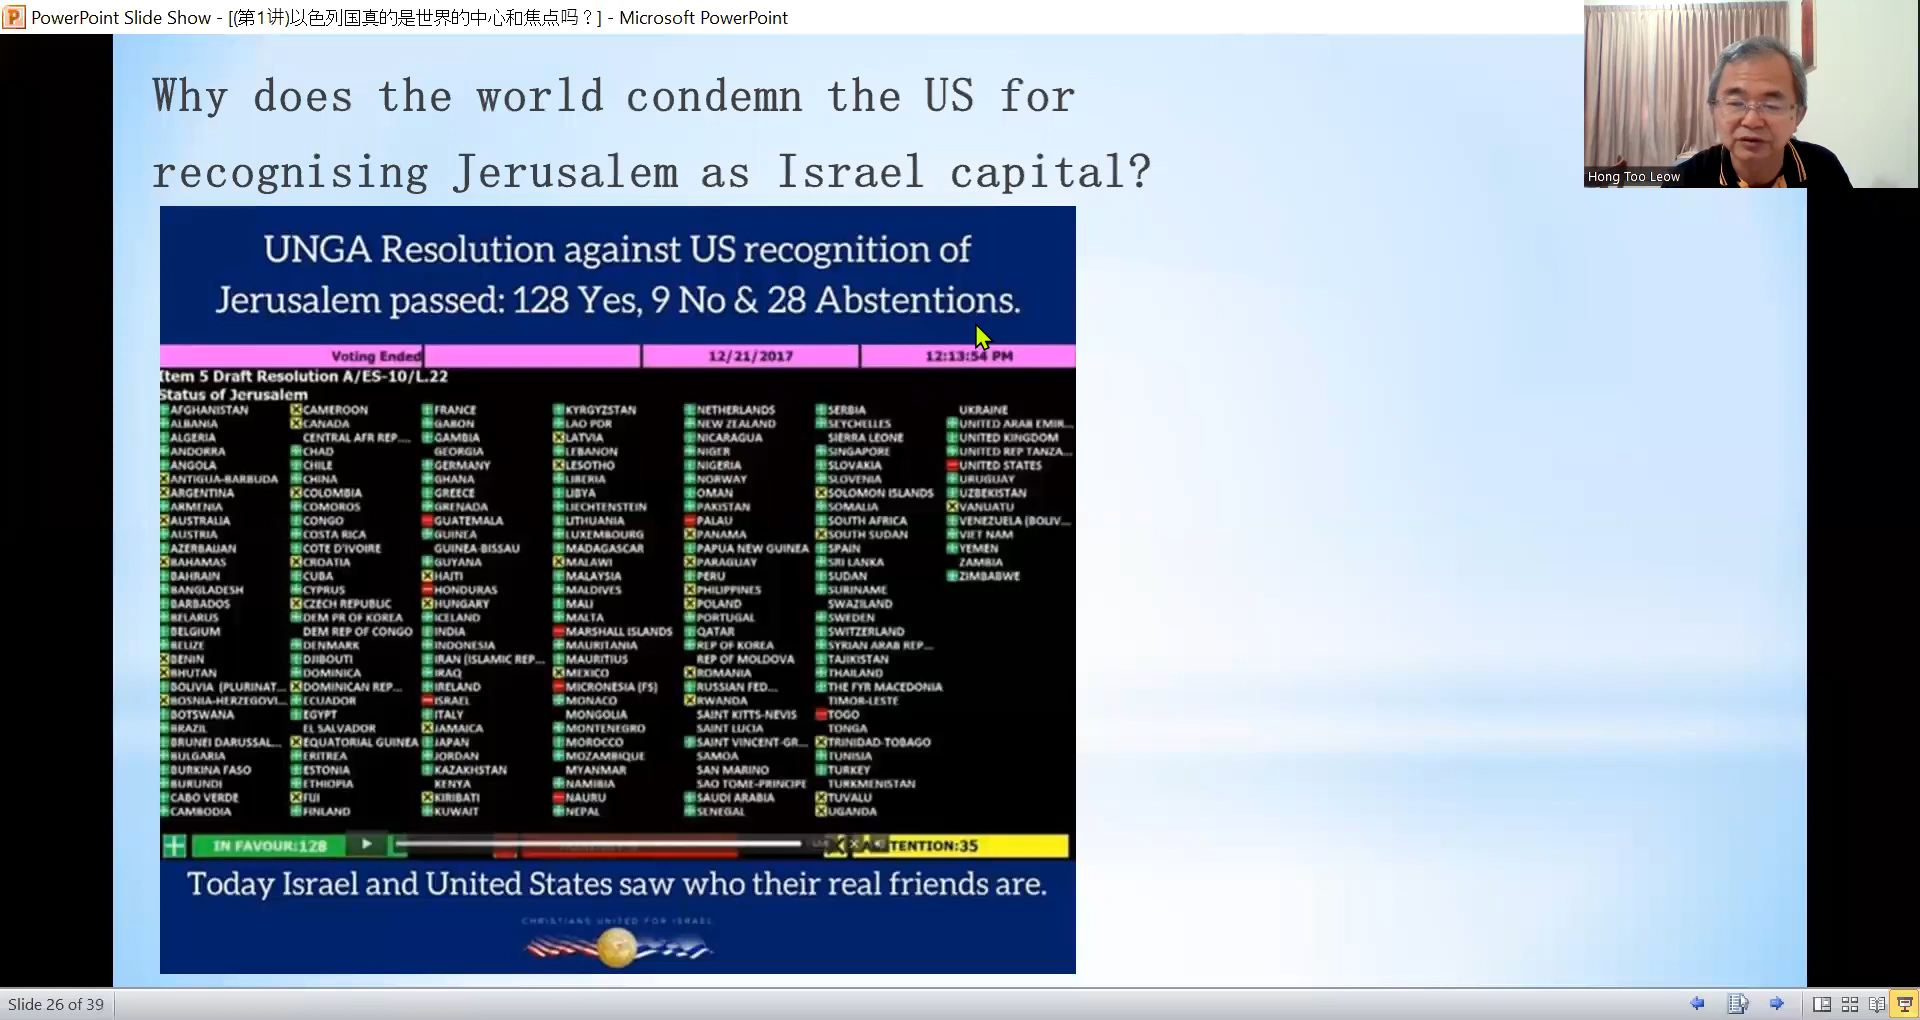 PowerPoint Slide Show - [(第1讲)以色列国真的是世界的中心和焦点吗？] - Microsoft PowerPoint
Why does the world condemn the US for
recognising Jerusalem as Israel capital?
Hong Too Leow
UNGA Resolution against US recognition of
Jerusalem passed: 128 Yes, 9 No & 28 Abstentions.
Voting Ended 12/21/2017 12:13:54 PM
Item 5 Draft Resolution A/ES-10/L.22
Status of Jerusalem
AFGHANISTAN CAMEROON FRANCE KYRGYZSTAN NETHERLANDS SERBIA UKRAINE
ALBANIA CANADA GABON LAO PDR NEW ZEALAND SEYCHELLES UNITED ARAB EMIR...
ALGERIA CENTRAL AFR REP.... GAMBIA LATVIA NICARAGUA SIERRA LEONE UNITED KINGDOM
ANDORRA CHAD GEORGIA LEBANON NIGER SINGAPORE UNITED REP TANZA...
ANGOLA CHILE GERMANY LESOTHO NIGERIA SLOVAKIA UNITED STATES
ANTIGUA-BARBUDA CHINA GHANA LIBERIA NORWAY SLOVENIA URUGUAY
ARGENTINA COLOMBIA GREECE LIBYA OMAN SOLOMON ISLANDS UZBEKISTAN
ARMENIA COMOROS GRENADA LIECHTENSTEIN PAKISTAN SOMALIA VANUATU
AUSTRALIA CONGO GUATEMALA LITHUANIA PALAU SOUTH AFRICA VENEZUELA (BOLIV...
AUSTRIA COSTA RICA GUINEA LUXEMBOURG PANAMA SOUTH SUDAN VIET NAM
AZERBAIJAN COTE D'IVOIRE GUINEA-BISSAU MADAGASCAR PAPUA NEW GUINEA SPAIN YEMEN
BAHAMAS CROATIA GUYANA MALAWI PARAGUAY SRI LANKA ZAMBIA
BAHRAIN CUBA HAITI MALAYSIA PERU SUDAN ZIMBABWE
BANGLADESH CYPRUS HONDURAS MALDIVES PHILIPPINES SURINAME
BARBADOS CZECH REPUBLIC HUNGARY MALI POLAND SWAZILAND
BELARUS DEM PR OF KOREA ICELAND MALTA PORTUGAL SWEDEN
BELGIUM DEM REP OF CONGO INDIA MARSHALL ISLANDS QATAR SWITZERLAND
BELIZE DENMARK INDONESIA MAURITANIA REP OF KOREA SYRIAN ARAB REP...
BENIN DJIBOUTI IRAN (ISLAMIC REP... MAURITIUS REP OF MOLDOVA TAJIKISTAN
BHUTAN DOMINICA IRAQ MEXICO ROMANIA THAILAND
BOLIVIA (PLURINAT... DOMINICAN REP... IRELAND MICRONESIA (FS) RUSSIAN FED... THE FYR MACEDONIA
BOSNIA-HERZEGOVI... ECUADOR ISRAEL MONACO RWANDA TIMOR-LESTE
BOTSWANA EGYPT ITALY MONGOLIA SAINT KITTS-NEVIS TOGO
BRAZIL EL SALVADOR JAMAICA MONTENEGRO SAINT LUCIA TONGA
BRUNEI DARUSSAL... EQUATORIAL GUINEA JAPAN MOROCCO SAINT VINCENT-GR... TRINIDAD-TOBAGO
BULGARIA ERITREA JORDAN MOZAMBIQUE SAMOA TUNISIA
BURKINA FASO ESTONIA KAZAKHSTAN MYANMAR SAN MARINO TURKEY
BURUNDI ETHIOPIA KENYA NAMIBIA SAO TOME-PRINCIPE TURKMENISTAN
CABO VERDE FIJI KIRIBATI NAURU SAUDI ARABIA TUVALU
CAMBODIA FINLAND KUWAIT NEPAL SENEGAL UGANDA
IN FAVOUR:128 TENTION:35
Today Israel and United States saw who their real friends are.
CHRISTIANS UNITED FOR ISRAEL
Slide 26 of 39